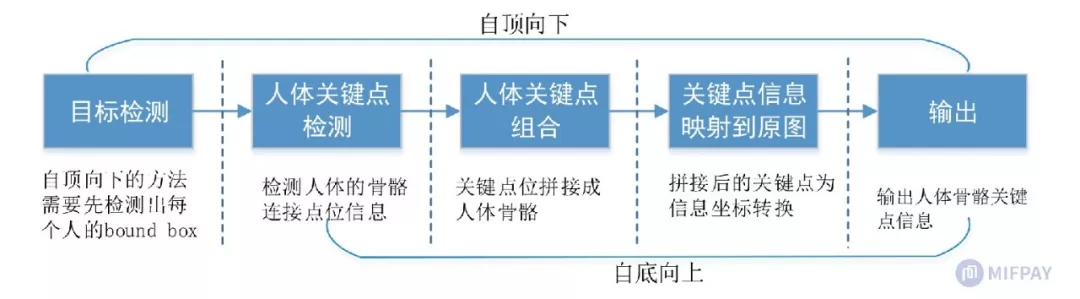 自顶向下
目标检测
人体关键点
检测
人体关键点
组合
关键点信息
映射到原图
输出
自顶向下的方法
需要先检测出每
个人的bound box
检测人体的骨骼
连接点位信息
关键点位拼接成
人体骨骼
拼接后的关键点为
信息坐标转换
输出人体骨骼关键
点信息
白底向上
MIFPAY